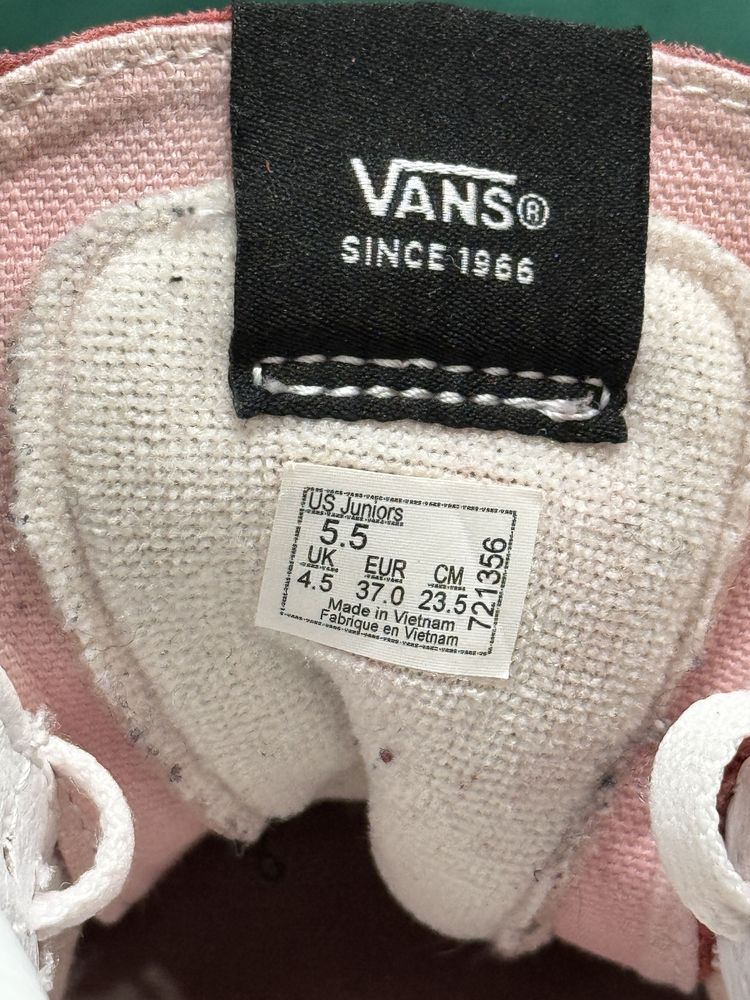 VANS®
SINCE 1966
US Juniors
5.5
UK EUR CM
4.5 37.0 23.5
Made in Vietnam
Fabrique en Vietnam
721356